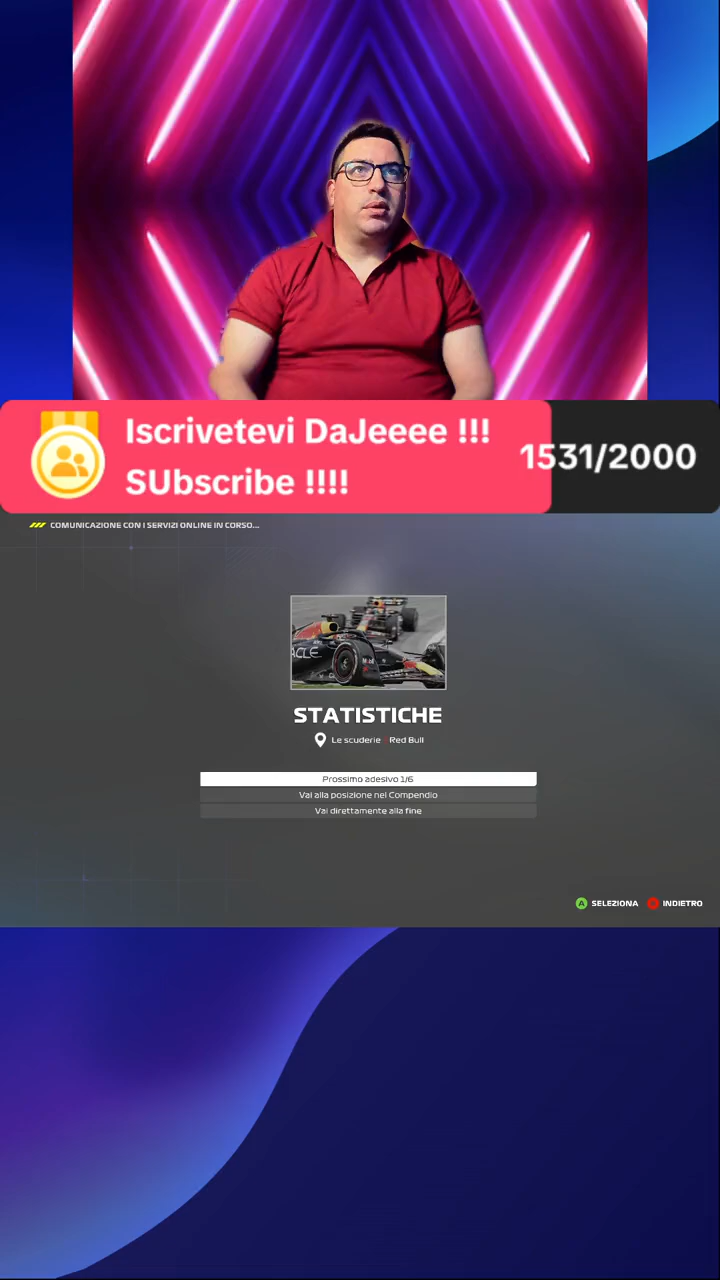 Iscrivetevi DaJeeee !!!
SUbscribe !!!!
1531/2000
COMUNICAZIONE CON I SERVIZI ONLINE IN CORSO...
ACLE
STATISTICHE
Le scuderie Red Bull
Prossimo adesivo 1/6
Vai alla posizione nel Compendio
Vai direttamente alla fine
A SELEZIONA INDIETRO